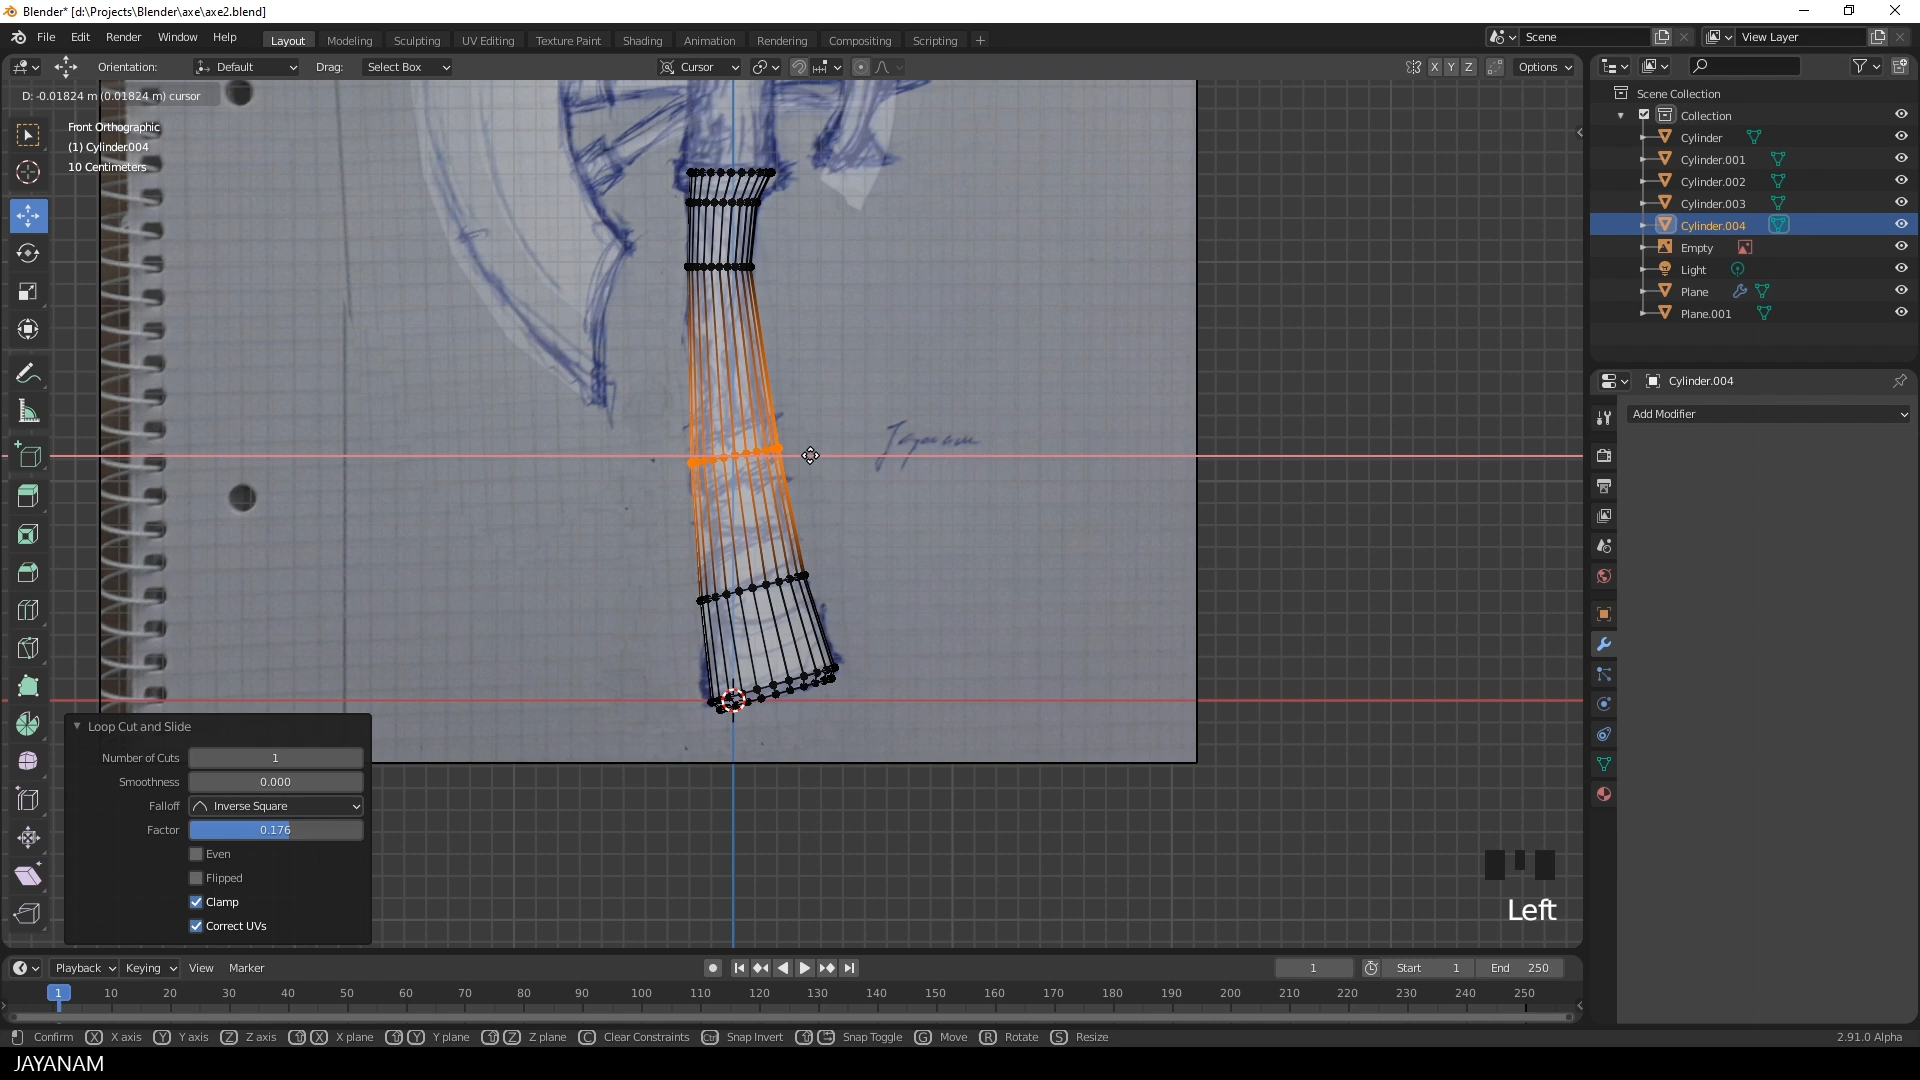 Blender* [d:\Projects\Blender\axe\axe2.blend]
File Edit Render Window Help Layout Modeling Sculpting UV Editing Texture Paint Shading Animation Rendering Compositing Scripting + Scene View Layer
Orientation: Default Drag: Select Box Cursor X Y Z Options
D: -0.01824 m (0.01824 m) cursor
Front Orthographic
(1) Cylinder.004
10 Centimeters
Scene Collection
Collection
Cylinder
Cylinder.001
Cylinder.002
Cylinder.003
Cylinder.004
Empty
Light
Plane
Plane.001
Cylinder.004
Add Modifier
Jayanam
Loop Cut and Slide
Number of Cuts 1
Smoothness 0.000
Falloff Inverse Square
Factor 0.176
Even
Flipped
Clamp
Correct UVs
Left
Playback Keying View Marker 1 Start 1 End 250
1 10 20 30 40 50 60 70 80 90 100 110 120 130 140 150 160 170 180 190 200 210 220 230 240 250
Confirm X X axis Y Y axis Z Z axis X X plane Y Y plane Z Z plane C Clear Constraints Ctrl Snap Invert Snap Toggle G Move R Rotate S Resize 2.91.0 Alpha
JAYANAM